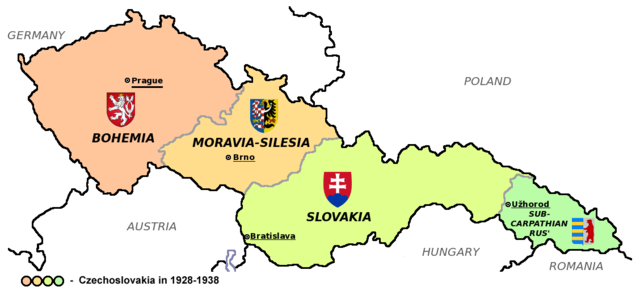 GERMANY
POLAND
Prague
BOHEMIA
MORAVIA-SILESIA
Brno
SLOVAKIA
Užhorod
SUB-
CARPATHIAN
RUS'
AUSTRIA
Bratislava
HUNGARY
ROMANIA
- Czechoslovakia in 1928-1938